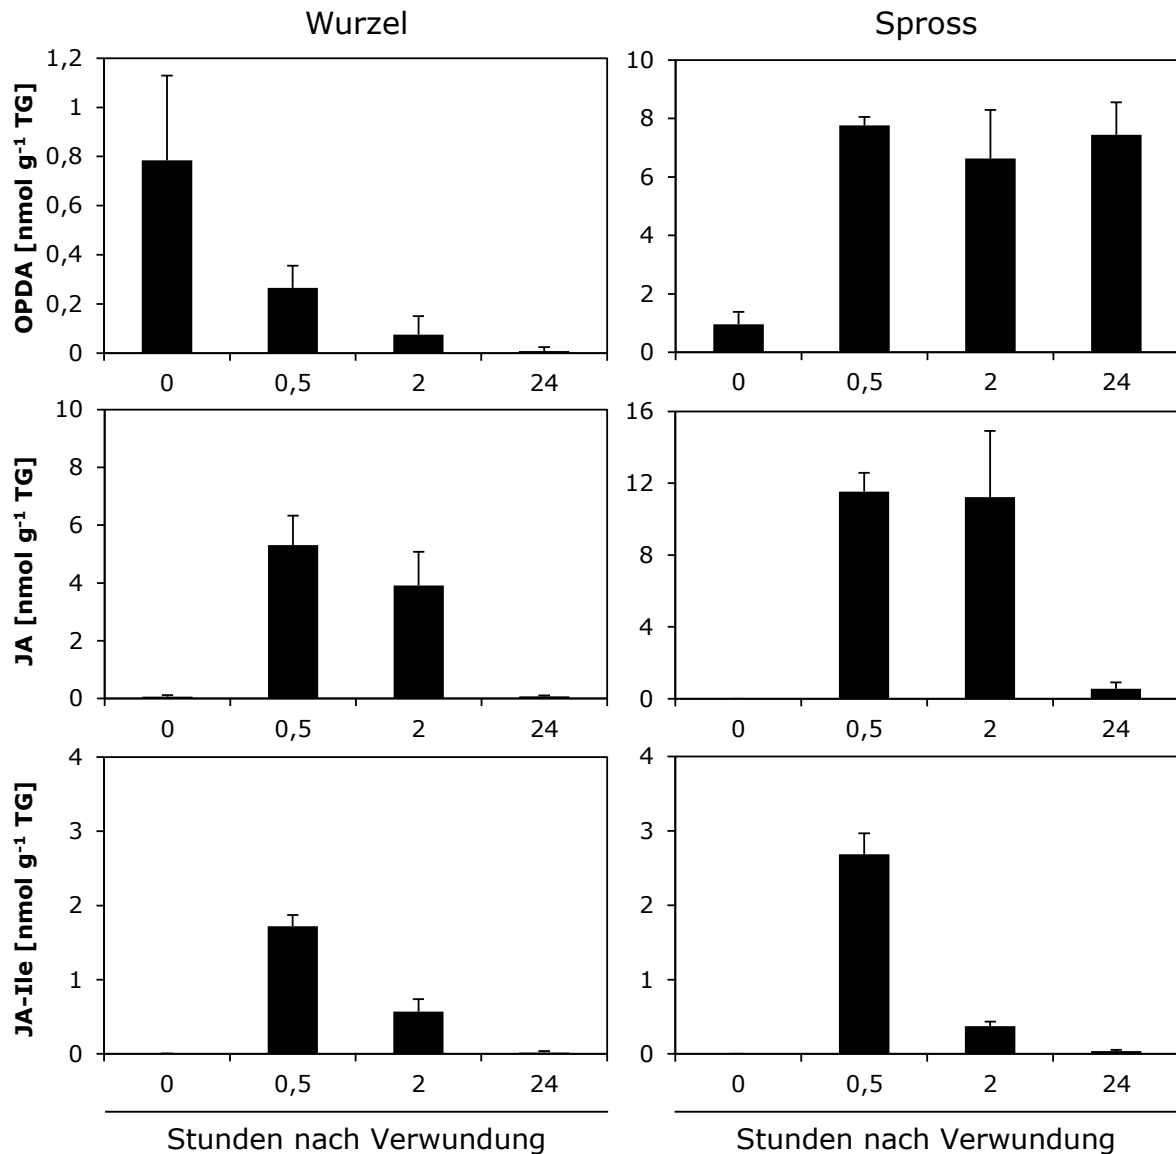 Wurzel
Spross
OPDA [nmol g⁻¹ TG]
1,2
1
0,8
0,6
0,4
0,2
0
0 0,5 2 24
10
8
6
4
2
0
0 0,5 2 24
JA [nmol g⁻¹ TG]
10
8
6
4
2
0
0 0,5 2 24
16
12
8
4
0
0 0,5 2 24
JA-Ile [nmol g⁻¹ TG]
4
3
2
1
0
0 0,5 2 24
4
3
2
1
0
0 0,5 2 24
Stunden nach Verwundung
Stunden nach Verwundung